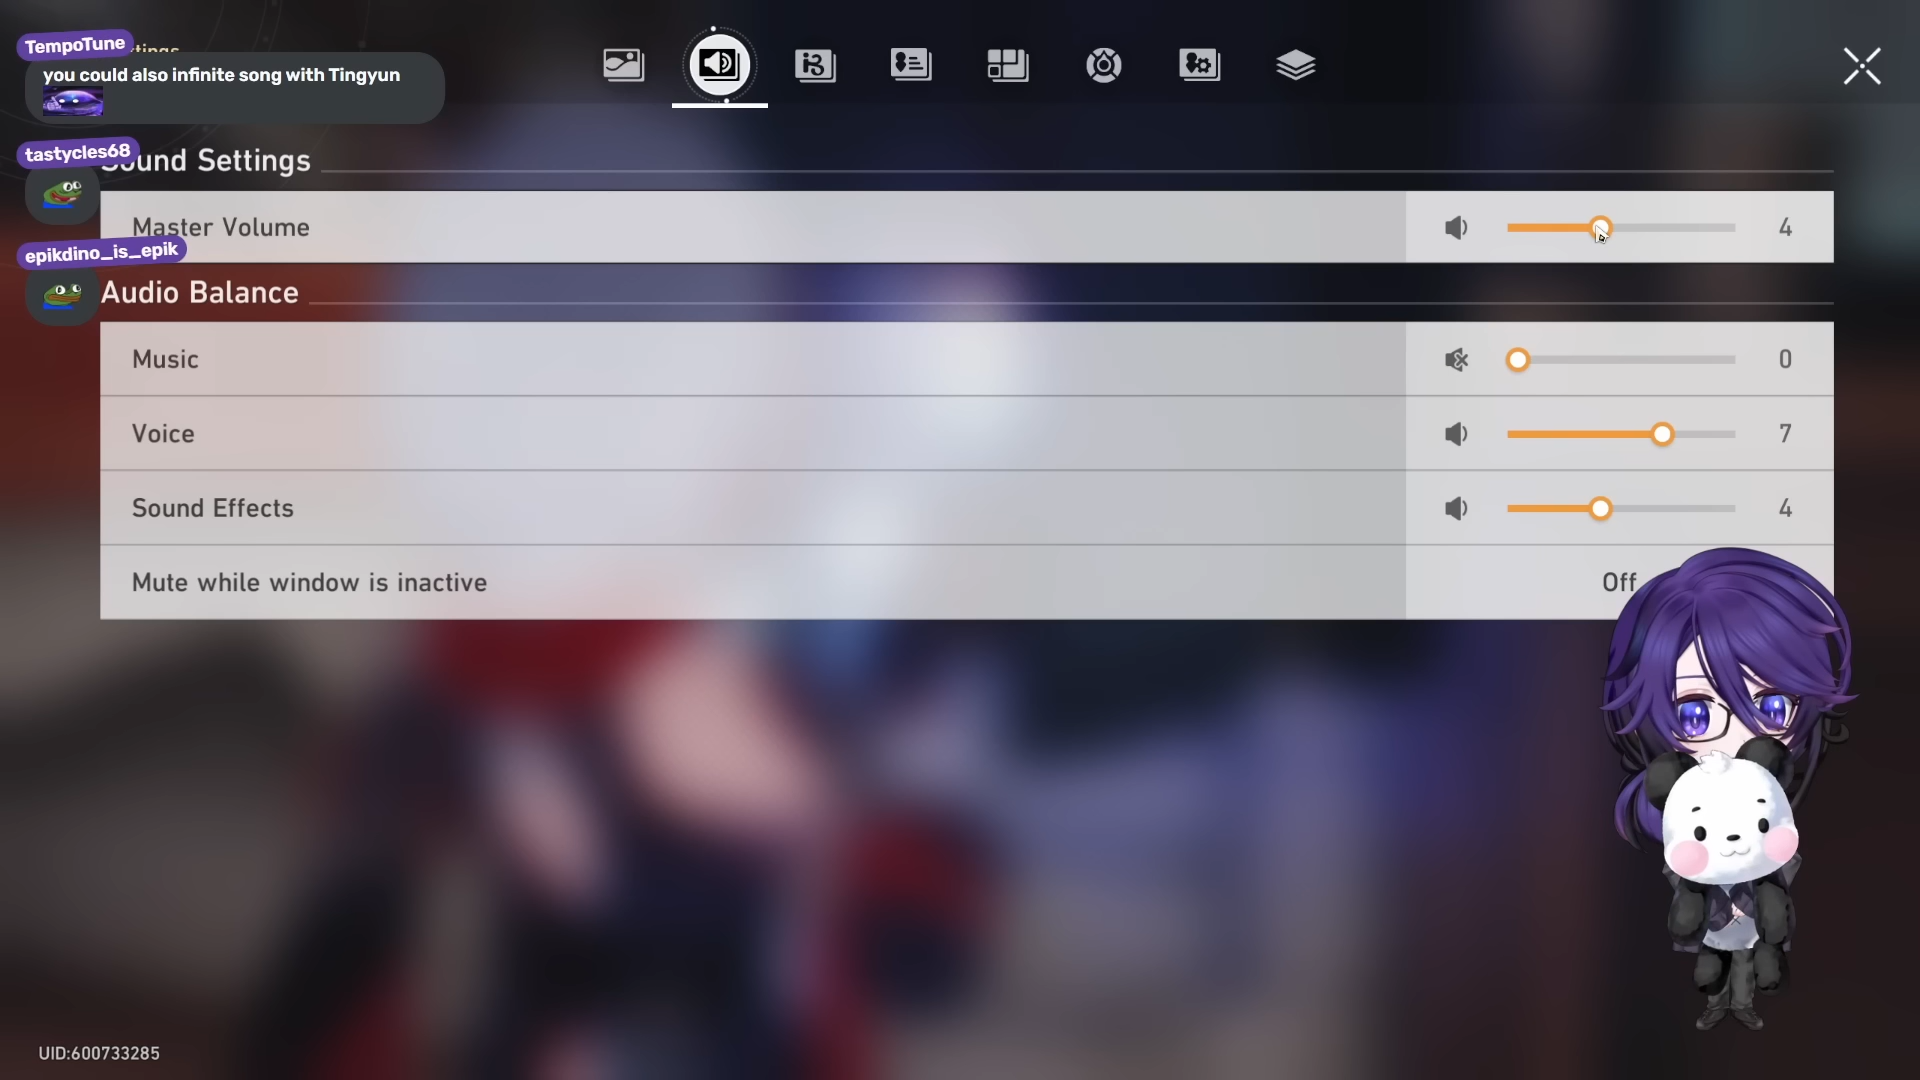 TempoTune
you could also infinite song with Tingyun
tastycles68
Sound Settings
Master Volume
4
epikdino_is_epik
Audio Balance
Music
0
Voice
7
Sound Effects
4
Mute while window is inactive
Off
UID:600733285